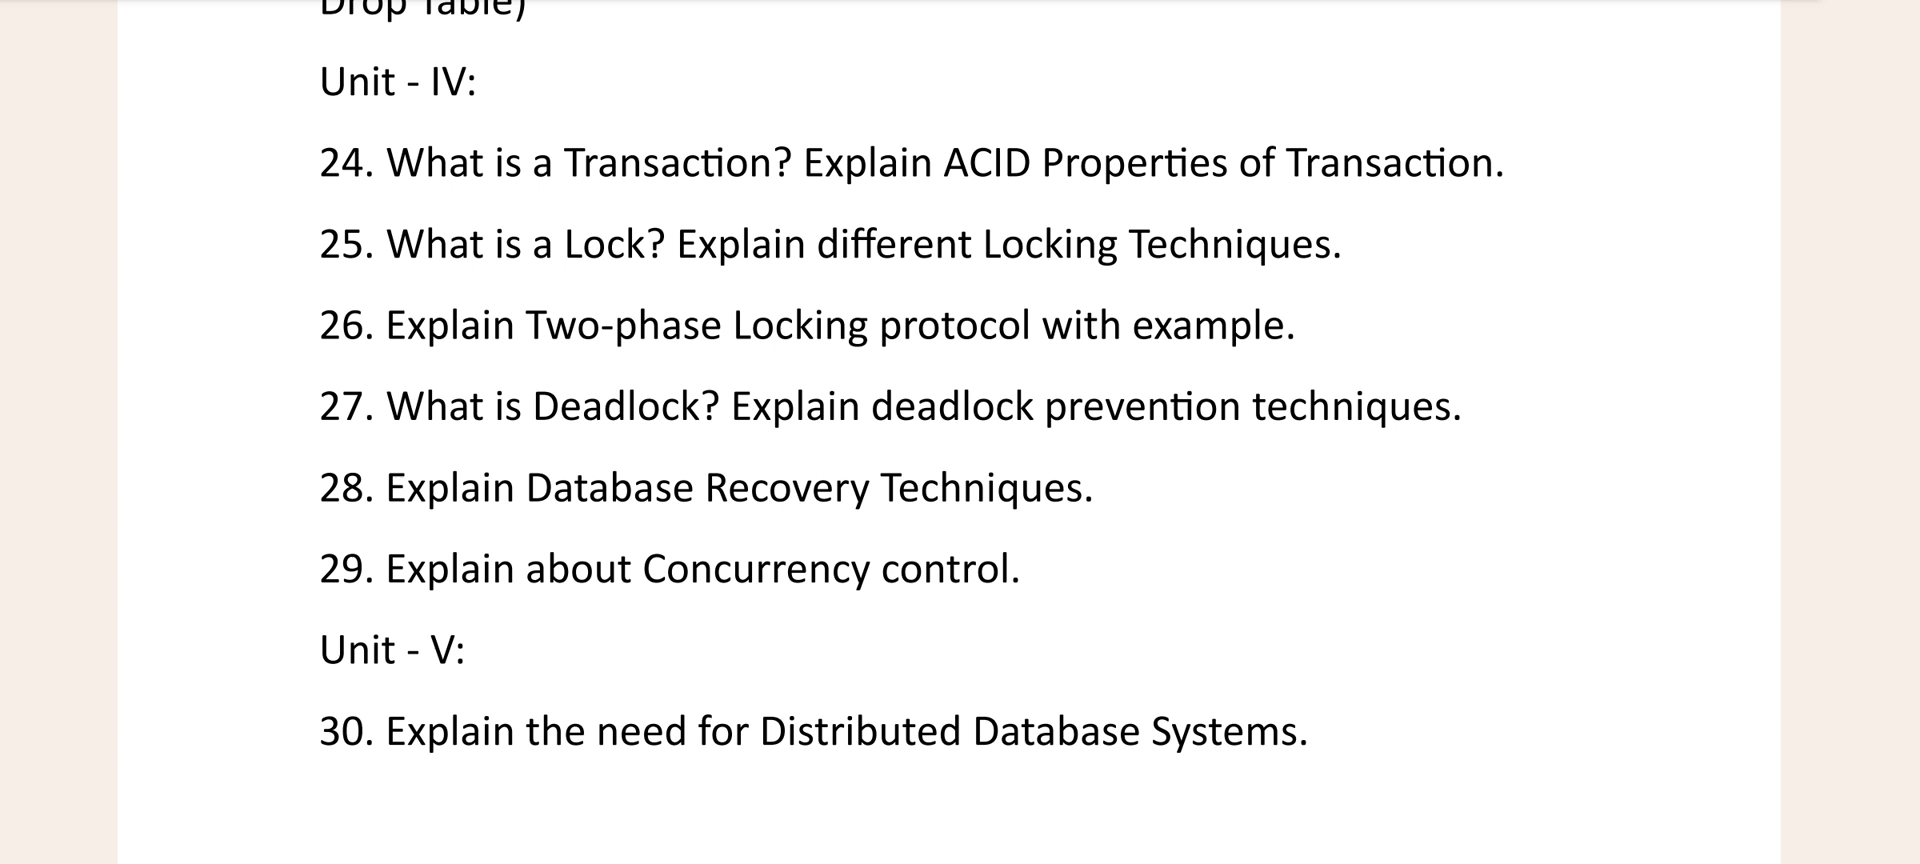 Drop Table)
Unit - IV:
24. What is a Transaction? Explain ACID Properties of Transaction.
25. What is a Lock? Explain different Locking Techniques.
26. Explain Two-phase Locking protocol with example.
27. What is Deadlock? Explain deadlock prevention techniques.
28. Explain Database Recovery Techniques.
29. Explain about Concurrency control.
Unit - V:
30. Explain the need for Distributed Database Systems.